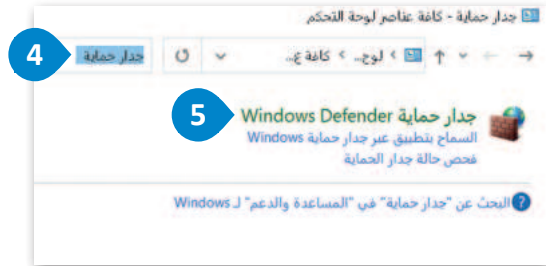 جدار حماية - كافة عناصر لوحة التحكم
لوح... كافة ع... جدار حماية 4
جدار حماية Windows Defender 5
السماح بتطبيق عبر جدار حماية Windows
فحص حالة جدار الحماية
البحث عن "جدار حماية" في "المساعدة والدعم" لـ Windows